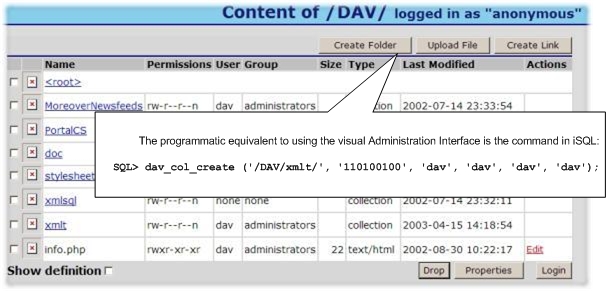 Content of /DAV/ logged in as "anonymous"
Create Folder Upload File Create Link
Name Permissions User Group Size Type Last Modified Actions
<root>
MoreoverNewsfeeds rw-r--r--n dav administrators 2002-07-14 23:33:54
PortalCS
The programmatic equivalent to using the visual Administration Interface is the command in iSQL:
doc
SQL> dav_col_create ('/DAV/xmlt/', '110100100', 'dav', 'dav', 'dav', 'dav');
xmlsql rw-r--r--n none none collection 2002-07-14 23:32:11
xmlt rw-r--r--n dav administrators collection 2003-04-15 14:18:54
info.php rwxr-xr-xr dav administrators 22 text/html 2002-08-30 10:22:17 Edit
Show definition Drop Properties Login